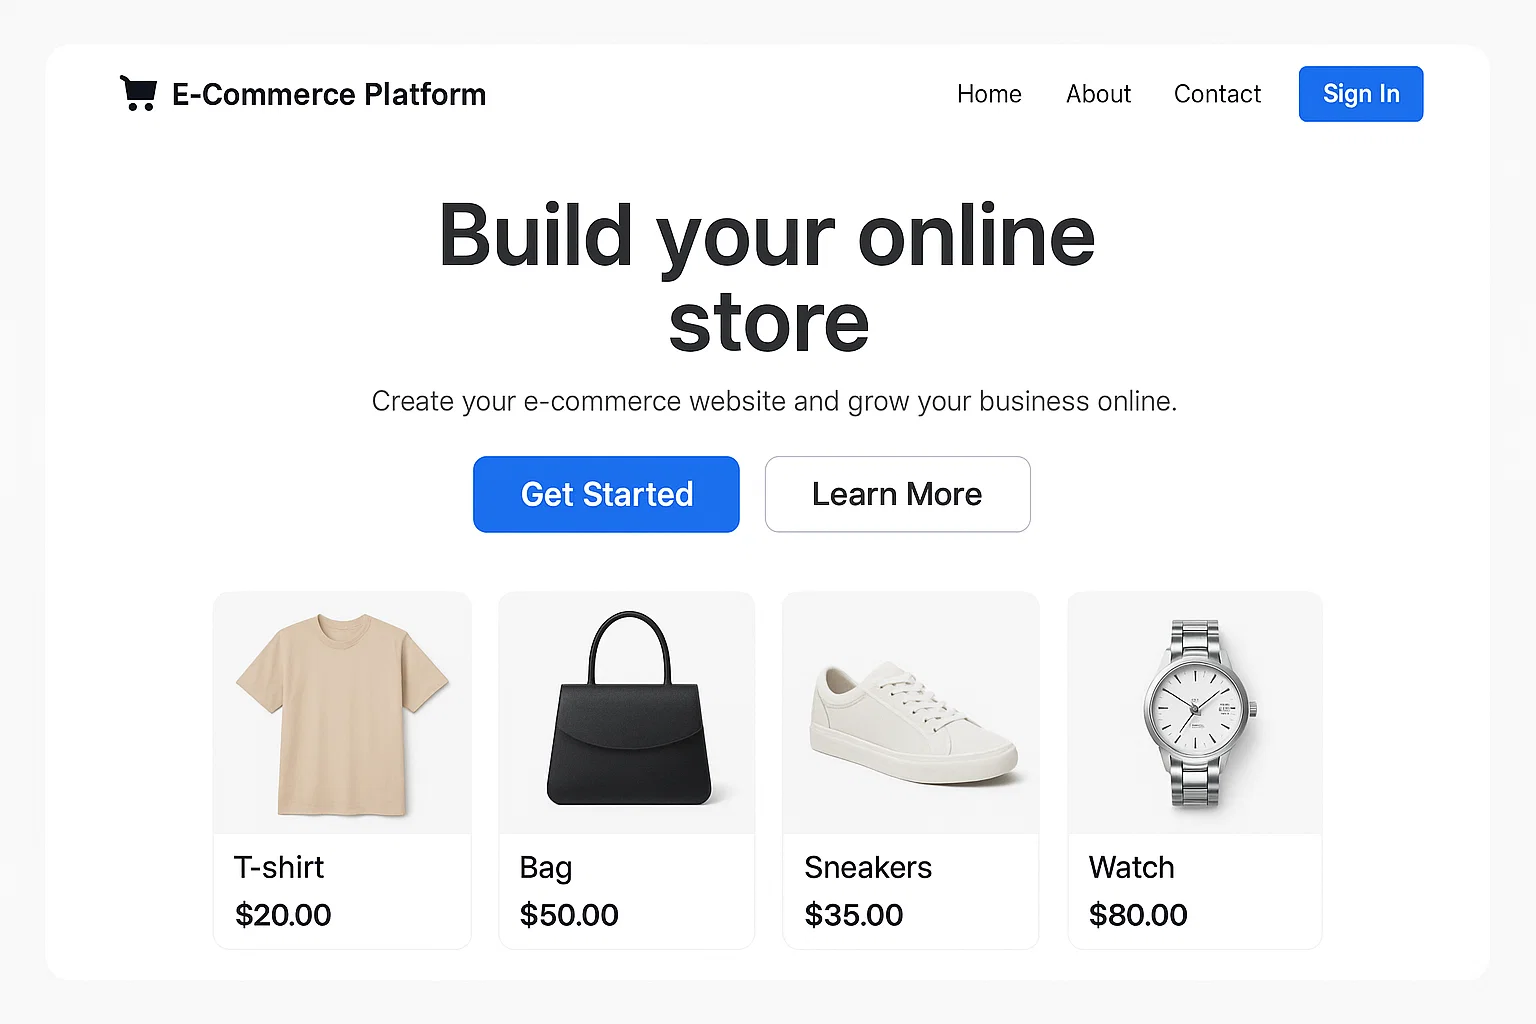 E-Commerce Platform
Home About Contact Sign In
Build your online
store
Create your e-commerce website and grow your business online.
Get Started Learn More
T-shirt Bag Sneakers Watch
$20.00 $50.00 $35.00 $80.00